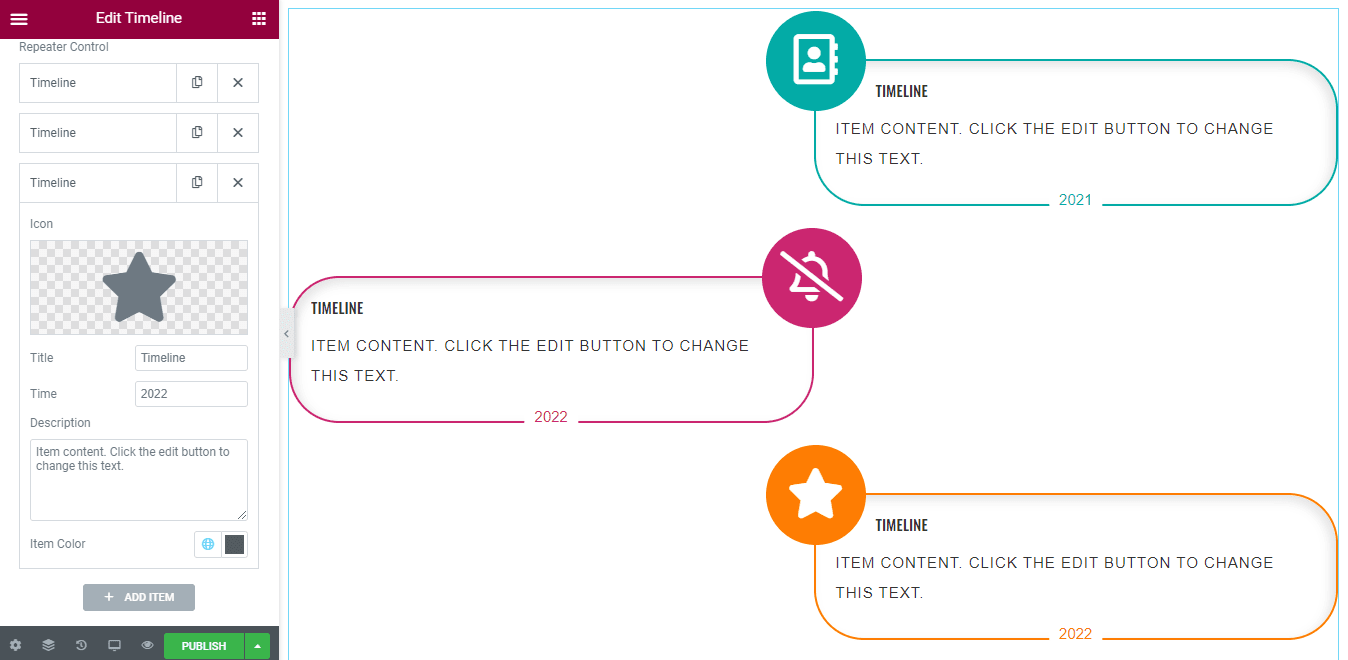 Edit Timeline
Repeater Control
Timeline
Timeline
Timeline
Icon
Title
Timeline
Time
2022
Description
Item content. Click the edit button to
change this text.
Item Color
+ ADD ITEM
PUBLISH
TIMELINE
ITEM CONTENT. CLICK THE EDIT BUTTON TO CHANGE
THIS TEXT.
2021
TIMELINE
ITEM CONTENT. CLICK THE EDIT BUTTON TO CHANGE
THIS TEXT.
2022
TIMELINE
ITEM CONTENT. CLICK THE EDIT BUTTON TO CHANGE
THIS TEXT.
2022